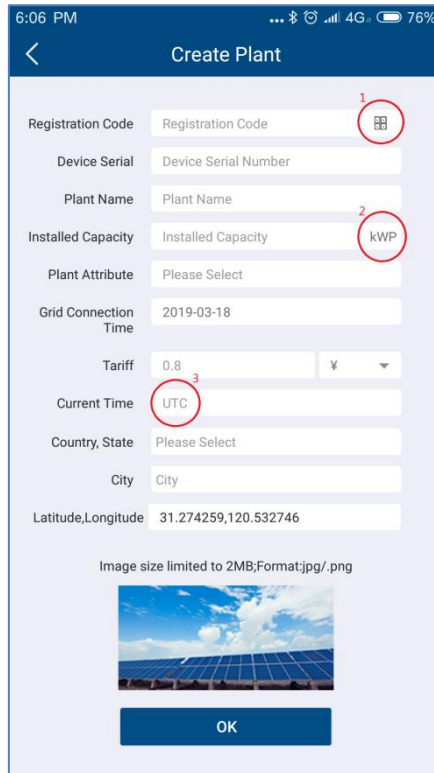 6:06 PM ... 4G 76%
Create Plant
1
Registration Code Registration Code
Device Serial Device Serial Number
Plant Name Plant Name
2
Installed Capacity Installed Capacity kWP
Plant Attribute Please Select
Grid Connection Time 2019-03-18
Tariff 0.8 ¥
3
Current Time UTC
Country, State Please Select
City City
Latitude,Longitude 31.274259,120.532746
Image size limited to 2MB;Format:jpg/.png
OK